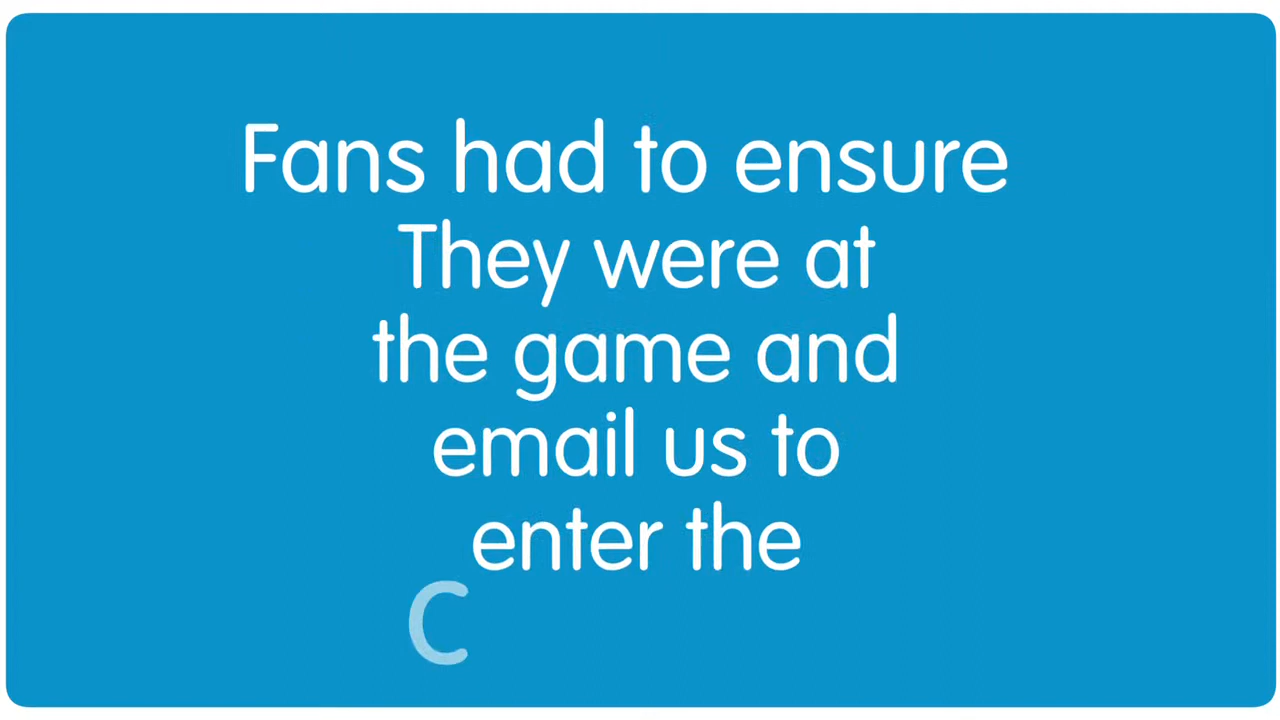 Fans had to ensure
They were at
the game and
email us to
enter the
C